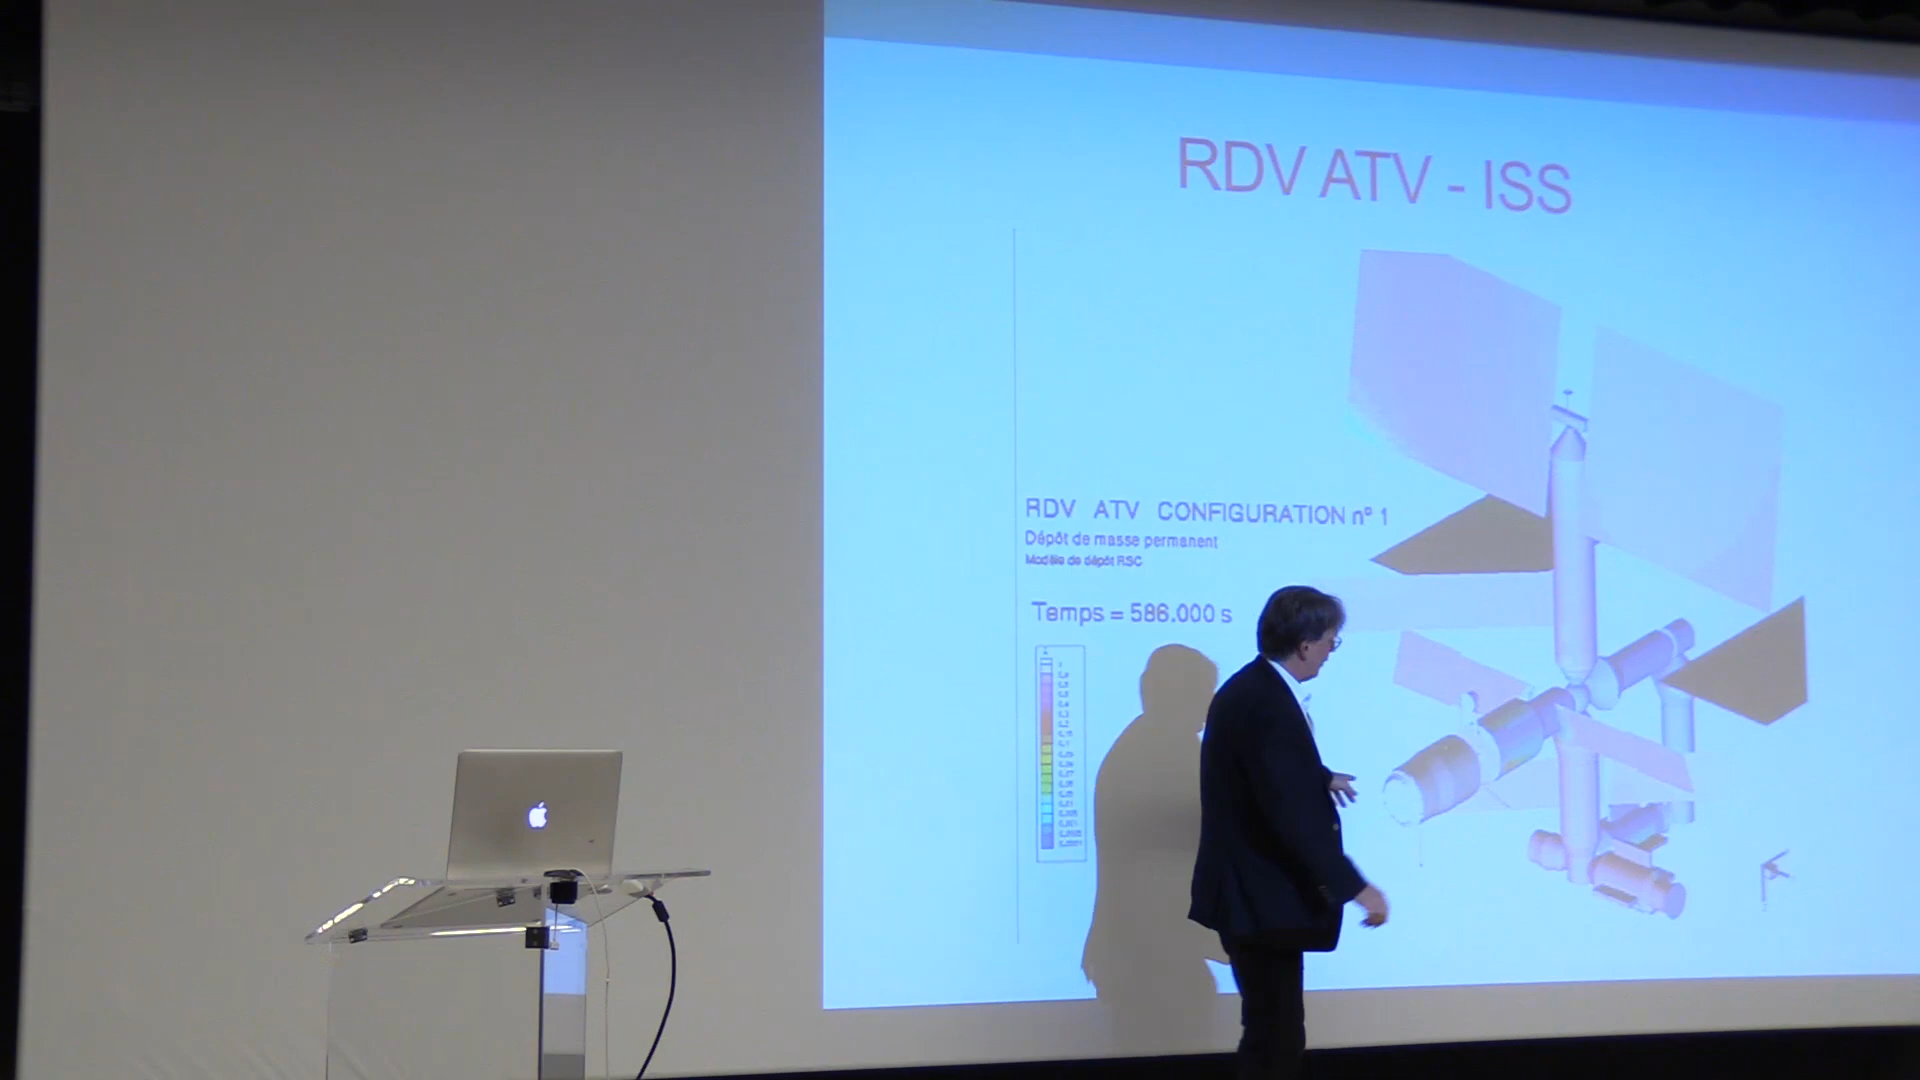 RDV ATV - ISS
RDV ATV CONFIGURATION n° 1
Dépôt de masse permanent
Modèle de dépôt RSC
Temps = 586.000 s